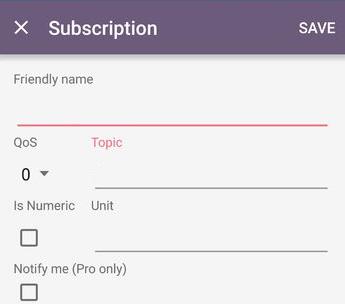 Subscription SAVE
Friendly name
QoS Topic
0
Is Numeric Unit
Notify me (Pro only)